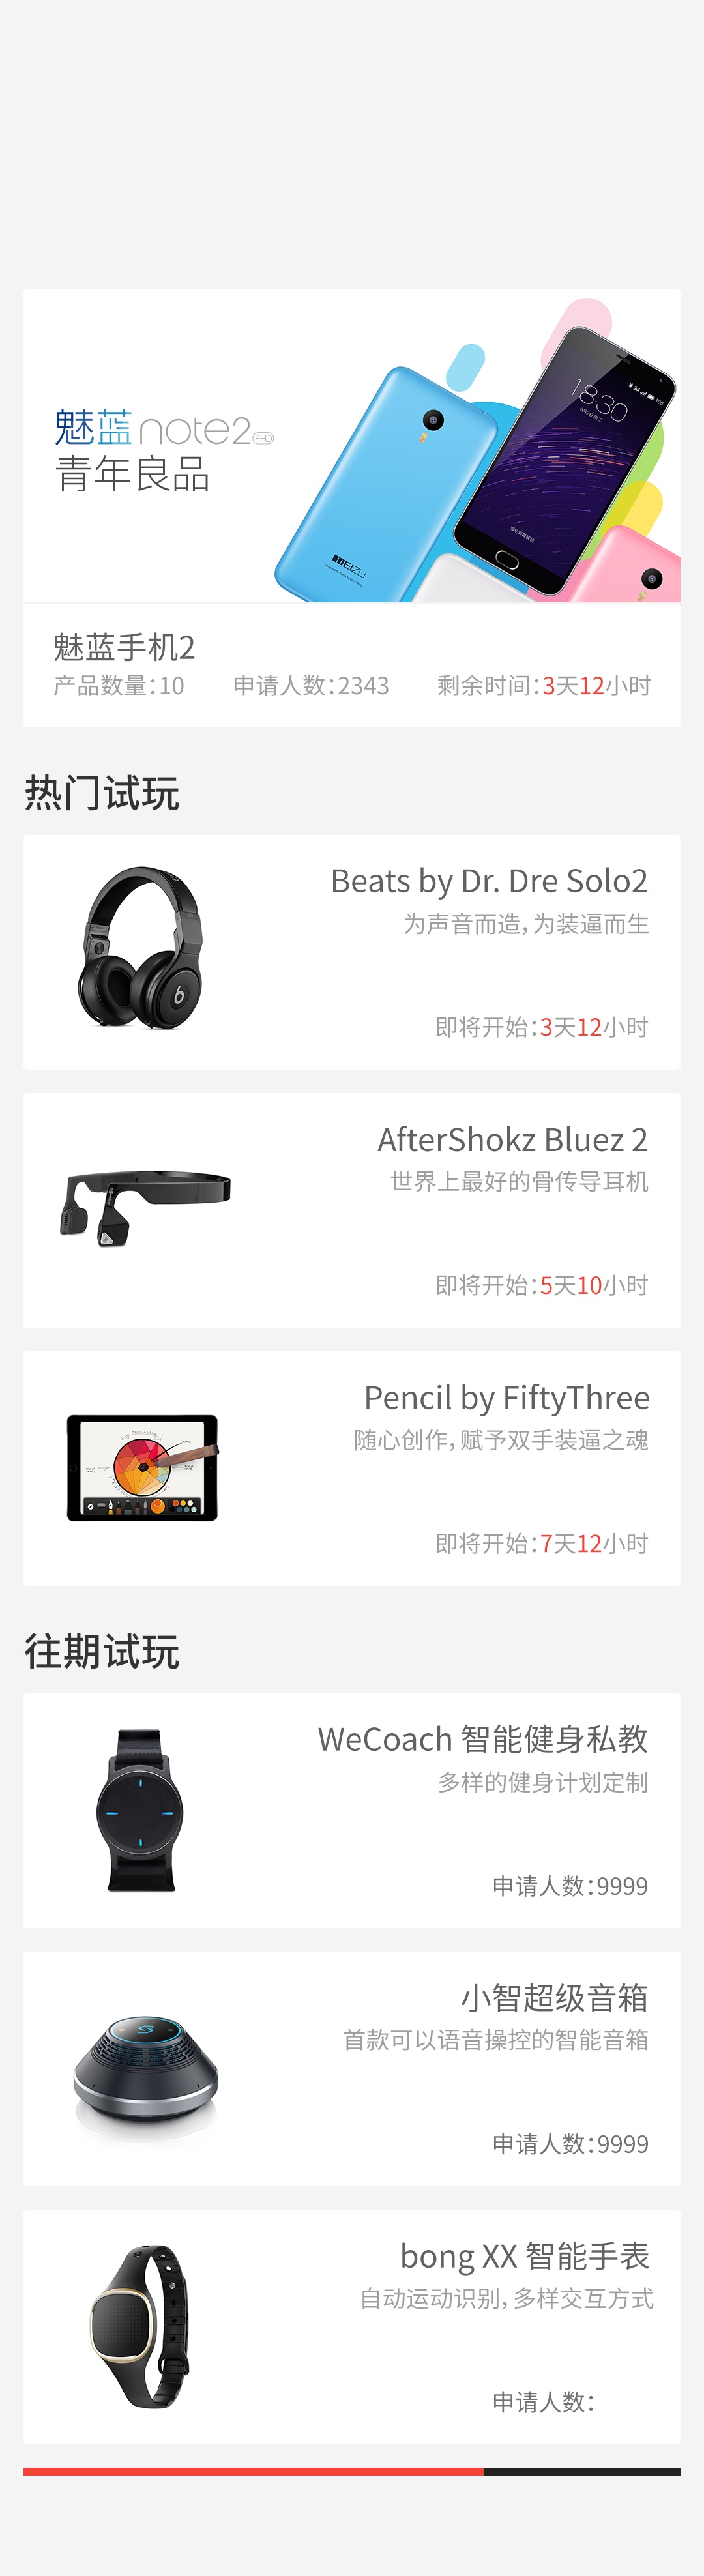 魅蓝 note2 FHD
青年良品
18:30
MEIZU
魅蓝手机2
产品数量：10 申请人数：2343 剩余时间：3天12小时
热门试玩
Beats by Dr. Dre Solo2
为声音而造，为装逼而生
即将开始：3天12小时
AfterShokz Bluez 2
世界上最好的骨传导耳机
即将开始：5天10小时
Pencil by FiftyThree
随心创作，赋予双手装逼之魂
即将开始：7天12小时
往期试玩
WeCoach 智能健身私教
多样的健身计划定制
申请人数：9999
小智超级音箱
首款可以语音操控的智能音箱
申请人数：9999
bong XX 智能手表
自动运动识别，多样交互方式
申请人数：